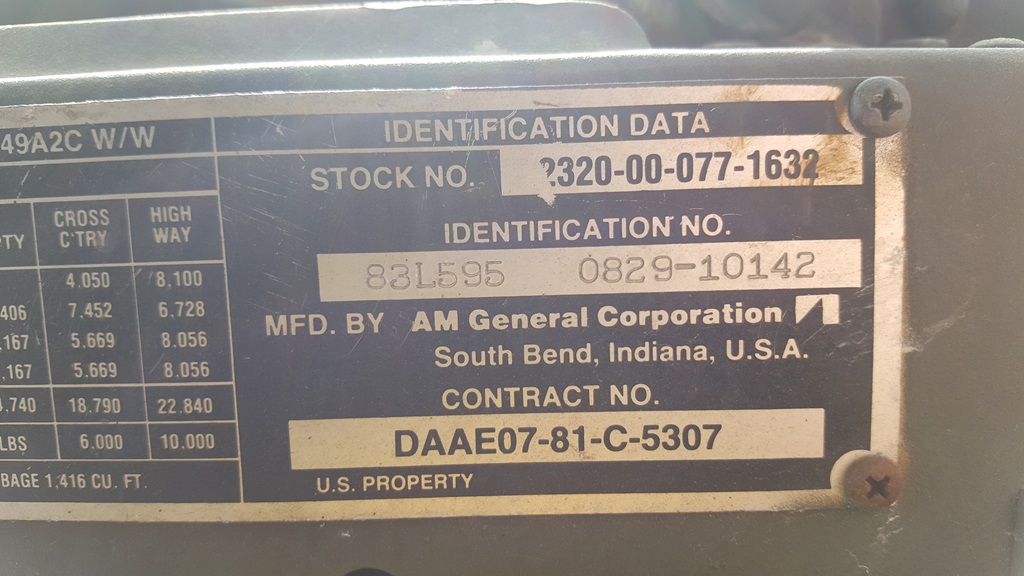 49A2C W/W
IDENTIFICATION DATA
STOCK NO. 2320-00-077-1632
IDENTIFICATION NO.
83L595 0829-10142
MFD. BY AM General Corporation
South Bend, Indiana, U.S.A.
CONTRACT NO.
DAAE07-81-C-5307
U.S. PROPERTY
TY CROSS C'TRY HIGH WAY
4.050 8,100
406 7.452 6.728
.167 5.669 8.056
.167 5.669 8.056
.740 18,790 22.840
LBS 6.000 10.000
BAGE 1,416 CU. FT.